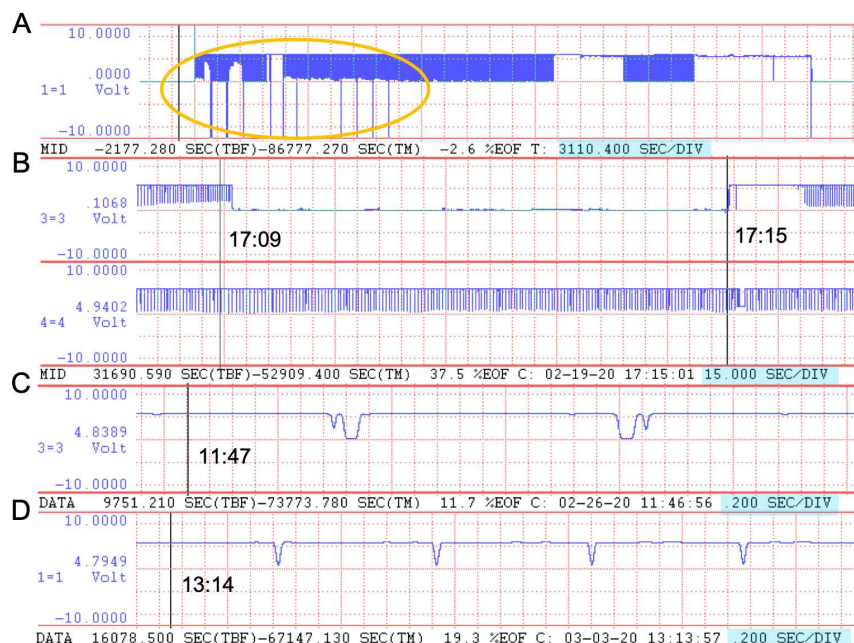 A
10.0000
.0000
1=1 Volt
-10.0000
MID -2177.280 SEC(TBF)-86777.270 SEC(TM) -2.6 %EOF T: 3110.400 SEC/DIV
B
10.0000
.1068
3=3 Volt
-10.0000
17:09
17:15
10.0000
4.9402
4=4 Volt
-10.0000
MID 31690.590 SEC(TBF)-52909.400 SEC(TM) 37.5 %EOF C: 02-19-20 17:15:01 15.000 SEC/DIV
C
10.0000
4.8389
3=3 Volt
-10.0000
11:47
DATA 9751.210 SEC(TBF)-73773.780 SEC(TM) 11.7 %EOF C: 02-26-20 11:46:56 .200 SEC/DIV
D
10.0000
4.7949
1=1 Volt
-10.0000
13:14
DATA 16078.500 SEC(TBF)-67147.130 SEC(TM) 19.3 %EOF C: 03-03-20 13:13:57 .200 SEC/DIV